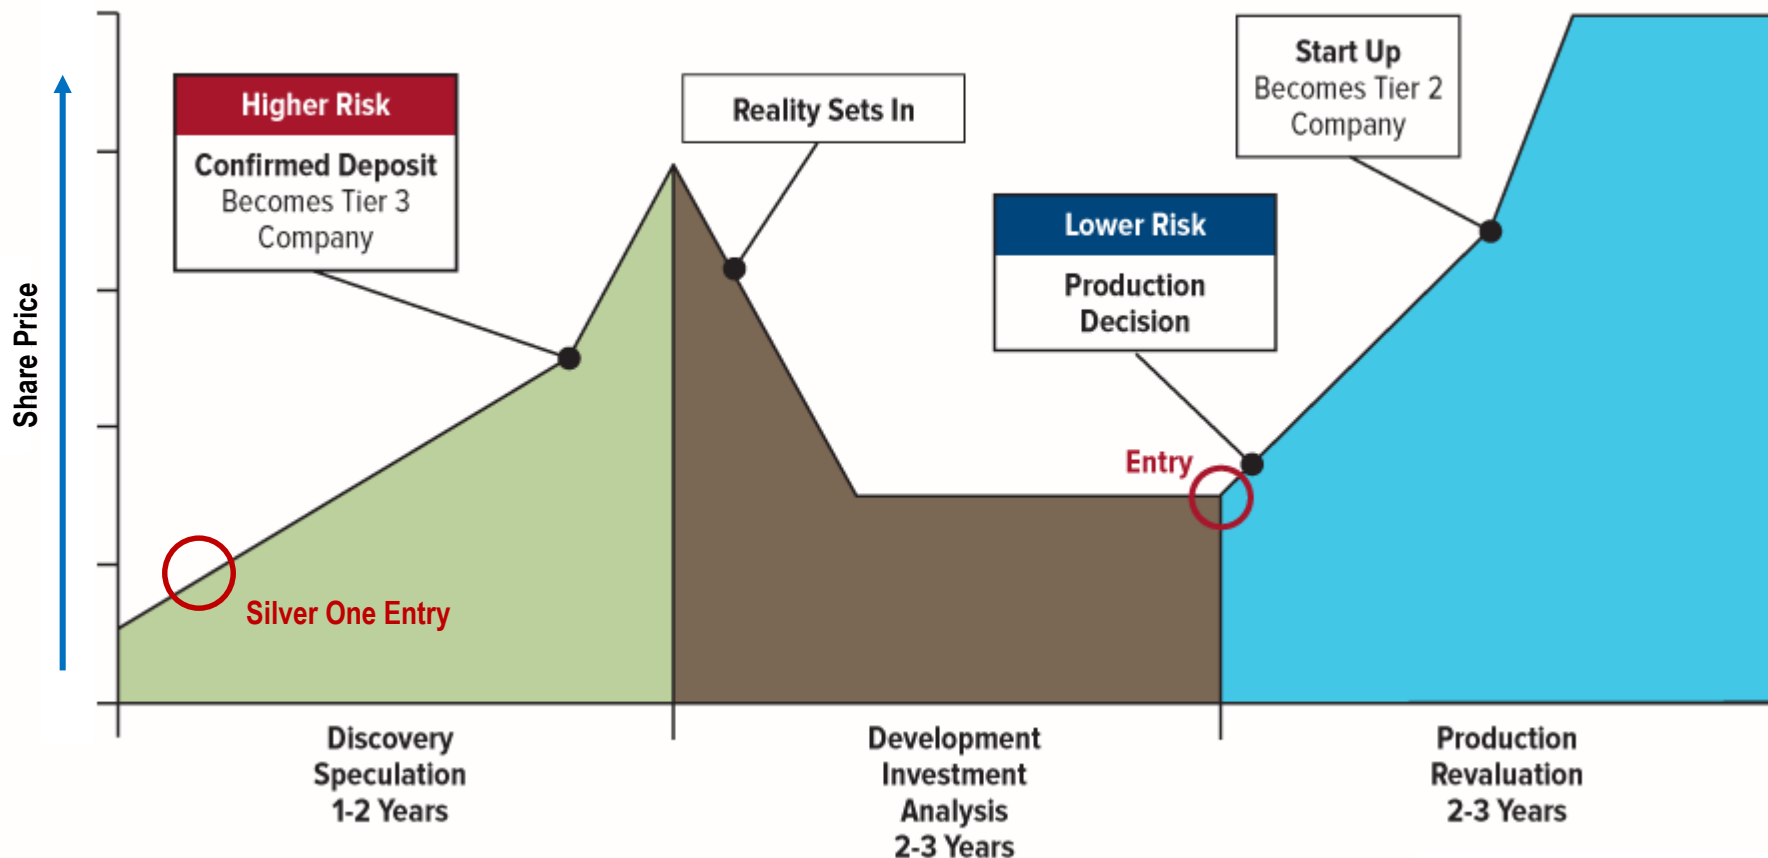 Share Price
Higher Risk
Confirmed Deposit
Becomes Tier 3
Company
Reality Sets In
Start Up
Becomes Tier 2
Company
Lower Risk
Production
Decision
Entry
Silver One Entry
Discovery
Speculation
1-2 Years
Development
Investment
Analysis
2-3 Years
Production
Revaluation
2-3 Years